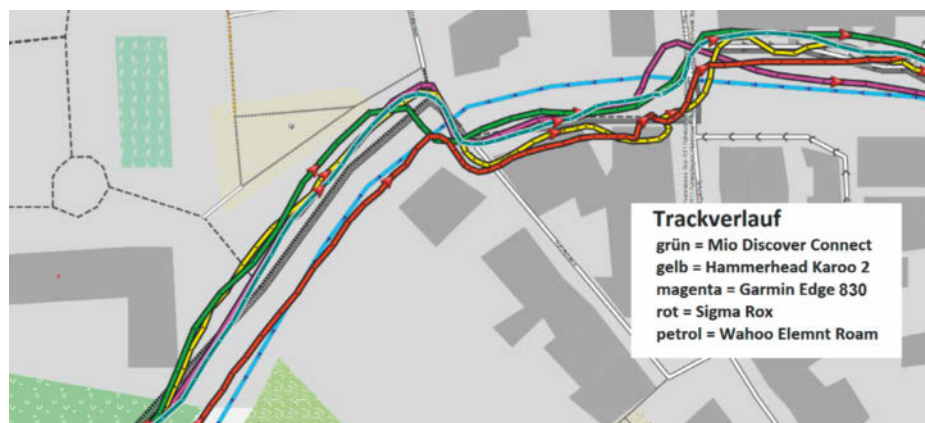 Trackverlauf
grün = Mio Discover Connect
gelb = Hammerhead Karoo 2
magenta = Garmin Edge 830
rot = Sigma Rox
petrol = Wahoo Elemnt Roam